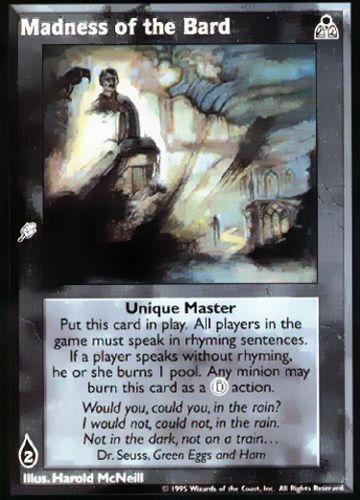 Madness of the Bard
Unique Master
Put this card in play. All players in the
game must speak in rhyming sentences.
If a player speaks without rhyming,
he or she burns 1 pool. Any minion may
burn this card as a Ⓓ action.
Would you, could you, in the rain?
I would not, could not, in the rain.
Not in the dark, not on a train…
Dr. Seuss, Green Eggs and Ham
2
Illus. Harold McNeill
© 1995 Wizards of the Coast, Inc. All Rights Reserved.